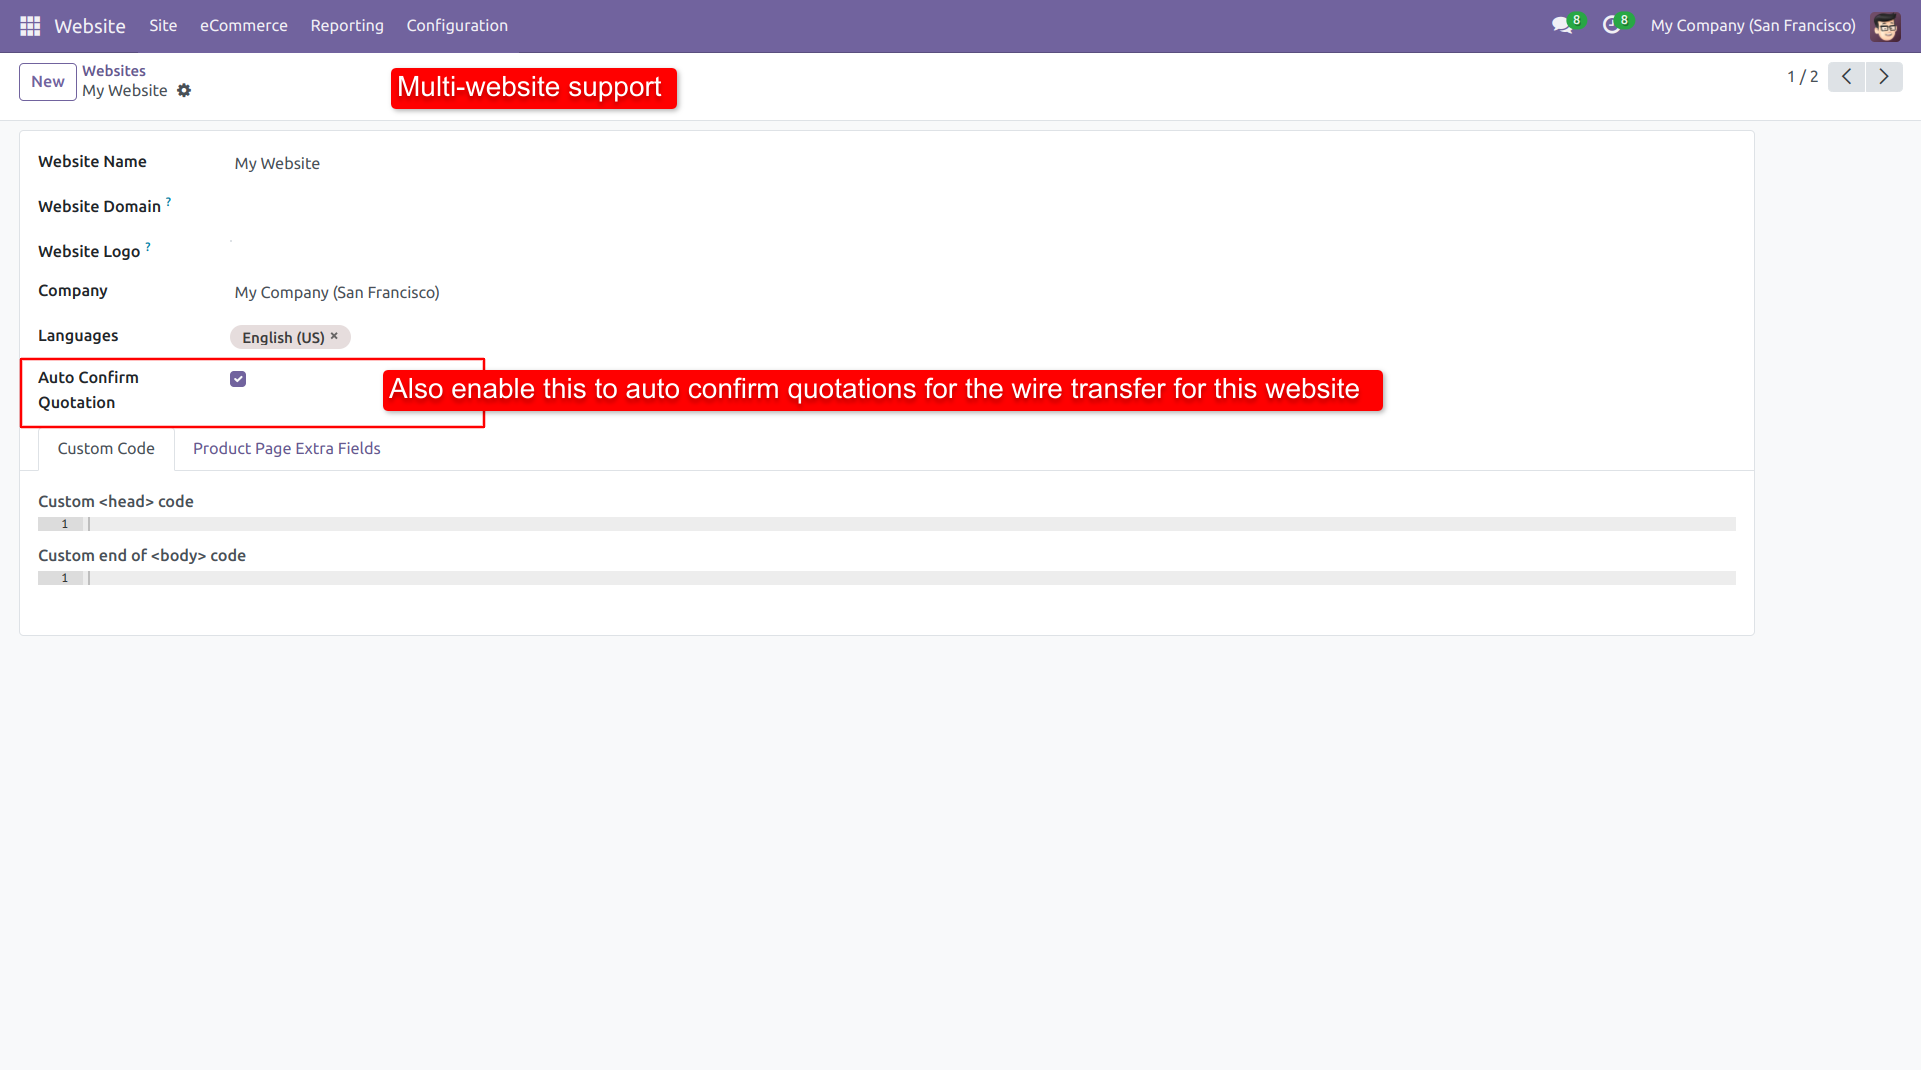 Website Site eCommerce Reporting Configuration 8 8 My Company (San Francisco)
New Websites
My Website
Multi-website support
1 / 2
Website Name My Website
Website Domain ?
Website Logo ?
Company My Company (San Francisco)
Languages English (US) ×
Auto Confirm
Quotation
Also enable this to auto confirm quotations for the wire transfer for this website
Custom Code Product Page Extra Fields
Custom <head> code
1
Custom end of <body> code
1